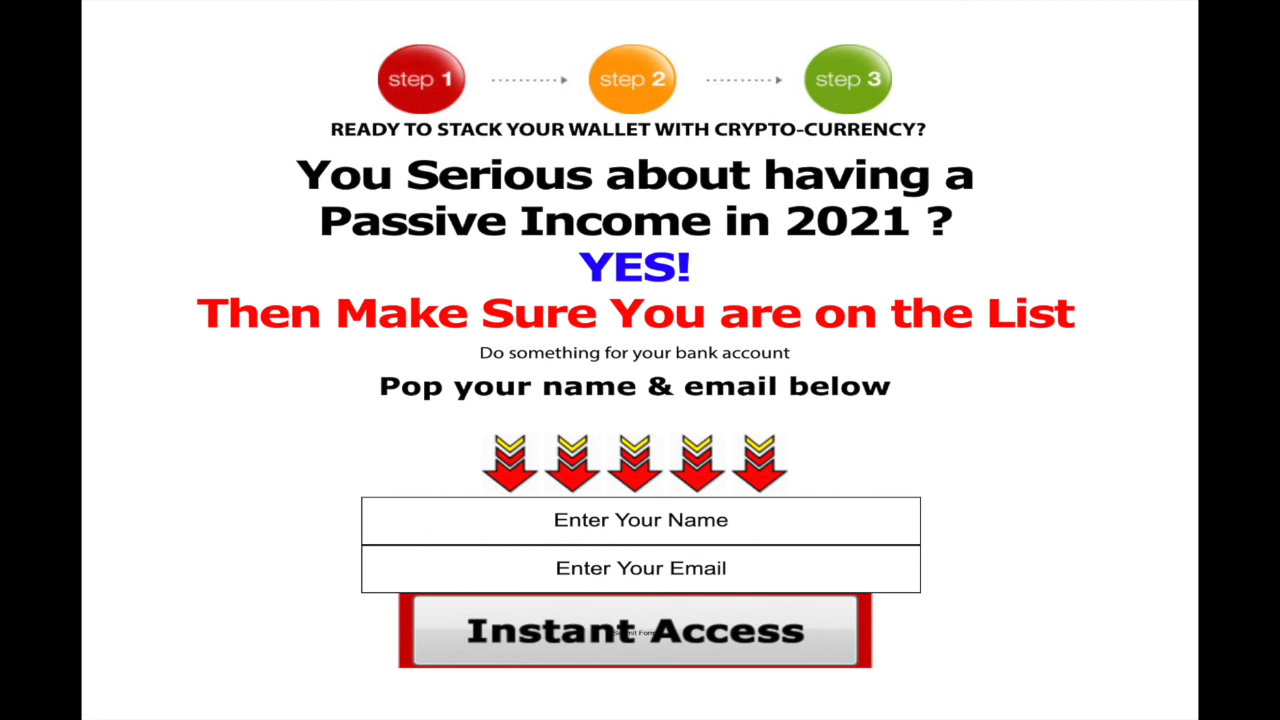 step 1 step 2 step 3
READY TO STACK YOUR WALLET WITH CRYPTO-CURRENCY?
You Serious about having a
Passive Income in 2021 ?
YES!
Then Make Sure You are on the List
Do something for your bank account
Pop your name & email below
Enter Your Name
Enter Your Email
Instant Access
Submit Form